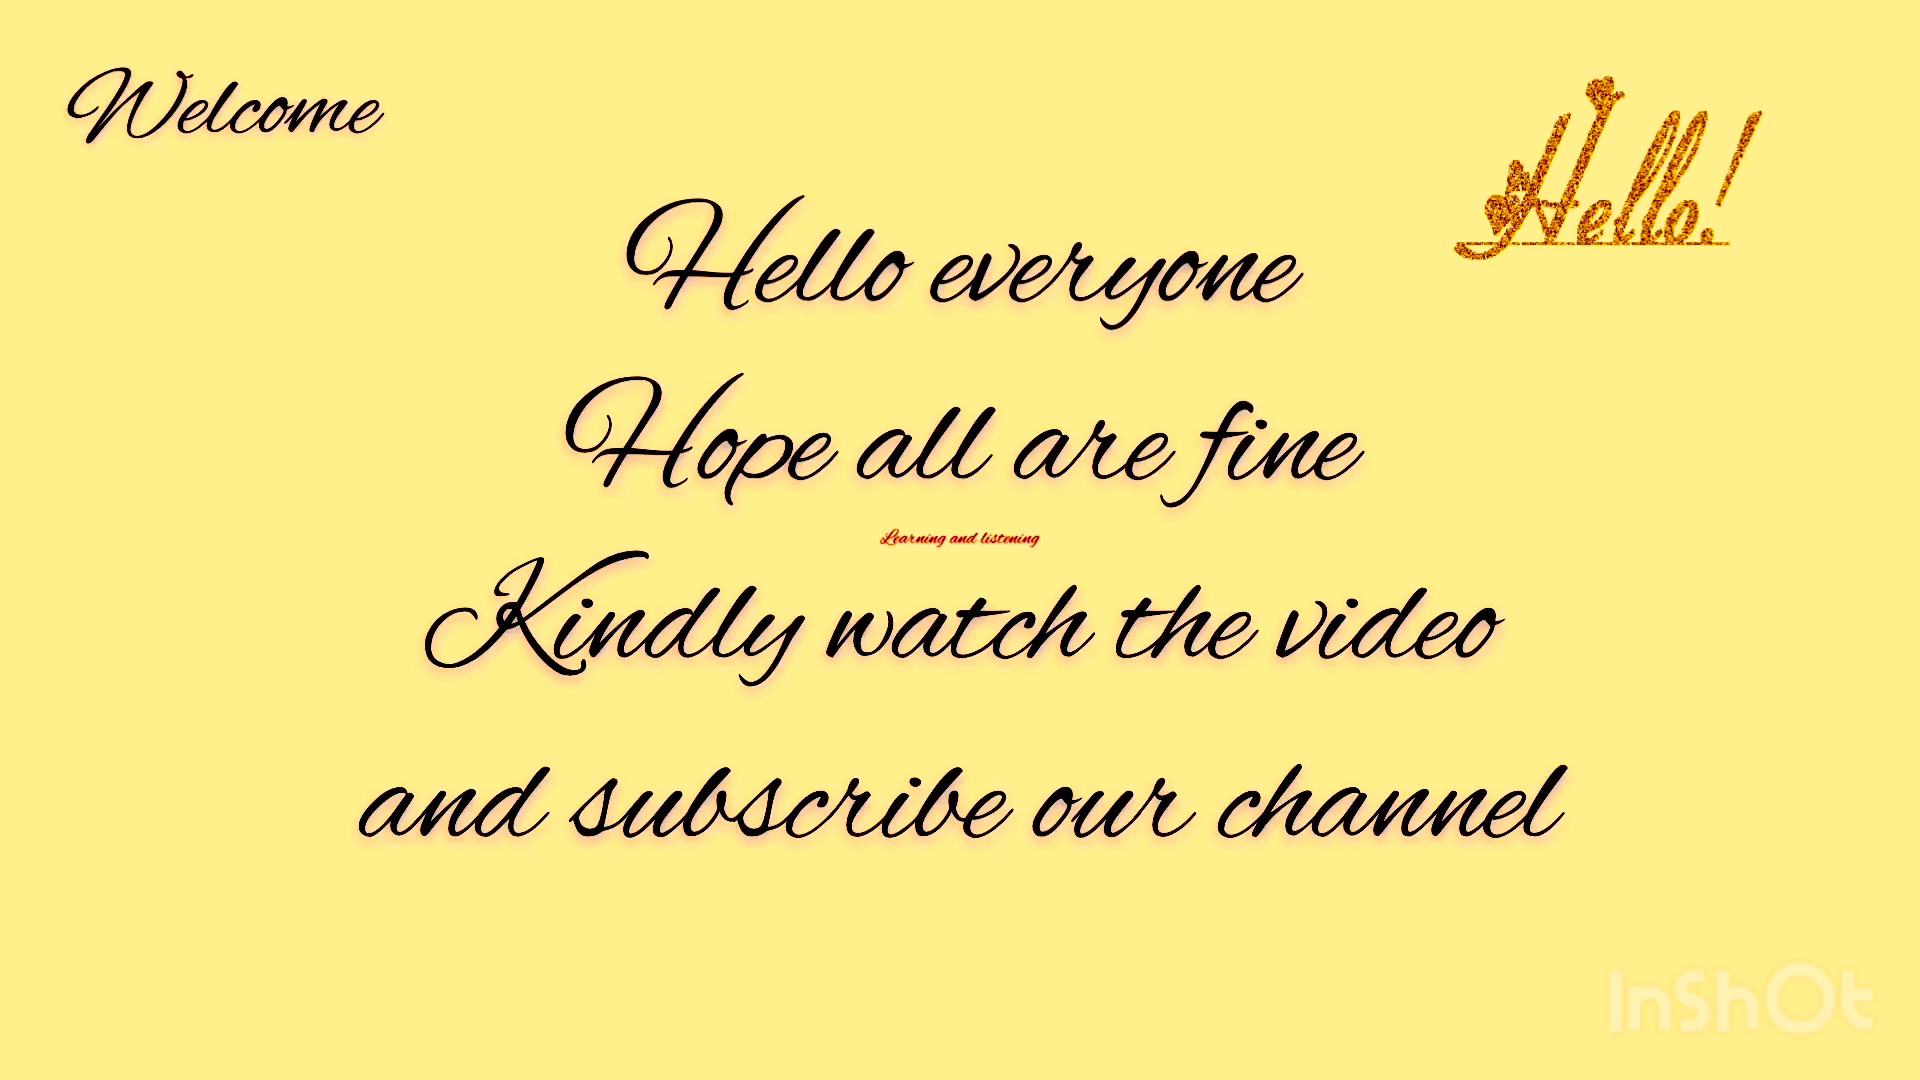 Welcome
Hello!
Hello everyone
Hope all are fine
Learning and listening
Kindly watch the video
and subscribe our channel
InShOt